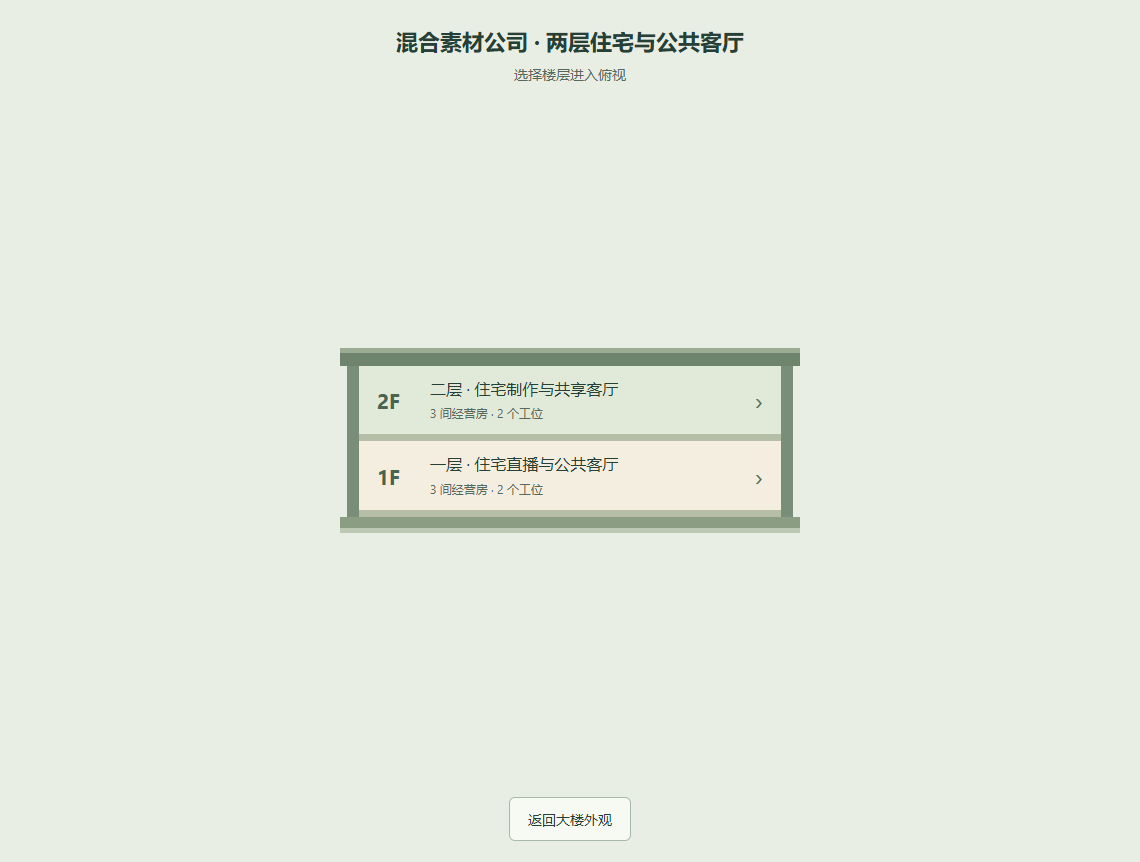 混合素材公司 · 两层住宅与公共客厅
选择楼层进入俯视
2F
二层 · 住宅制作与共享客厅
3 间经营房 · 2 个工位
›
1F
一层 · 住宅直播与公共客厅
3 间经营房 · 2 个工位
›
返回大楼外观